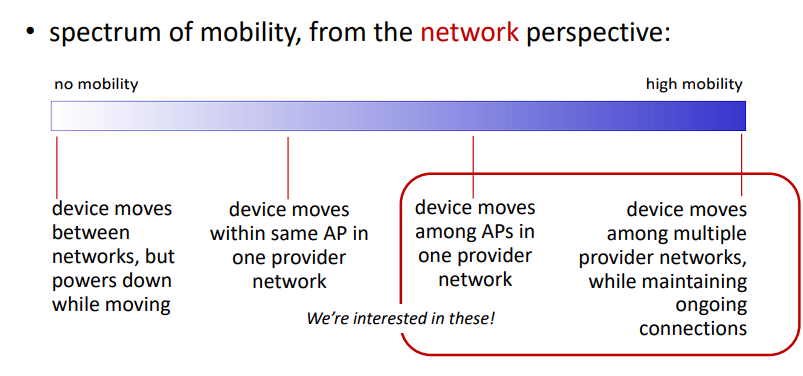 • spectrum of mobility, from the network perspective:
no mobility
high mobility
device moves
between
networks, but
powers down
while moving
device moves
within same AP in
one provider
network
device moves
among APs in
one provider
network
device moves
among multiple
provider networks,
while maintaining
ongoing
connections
We’re interested in these!